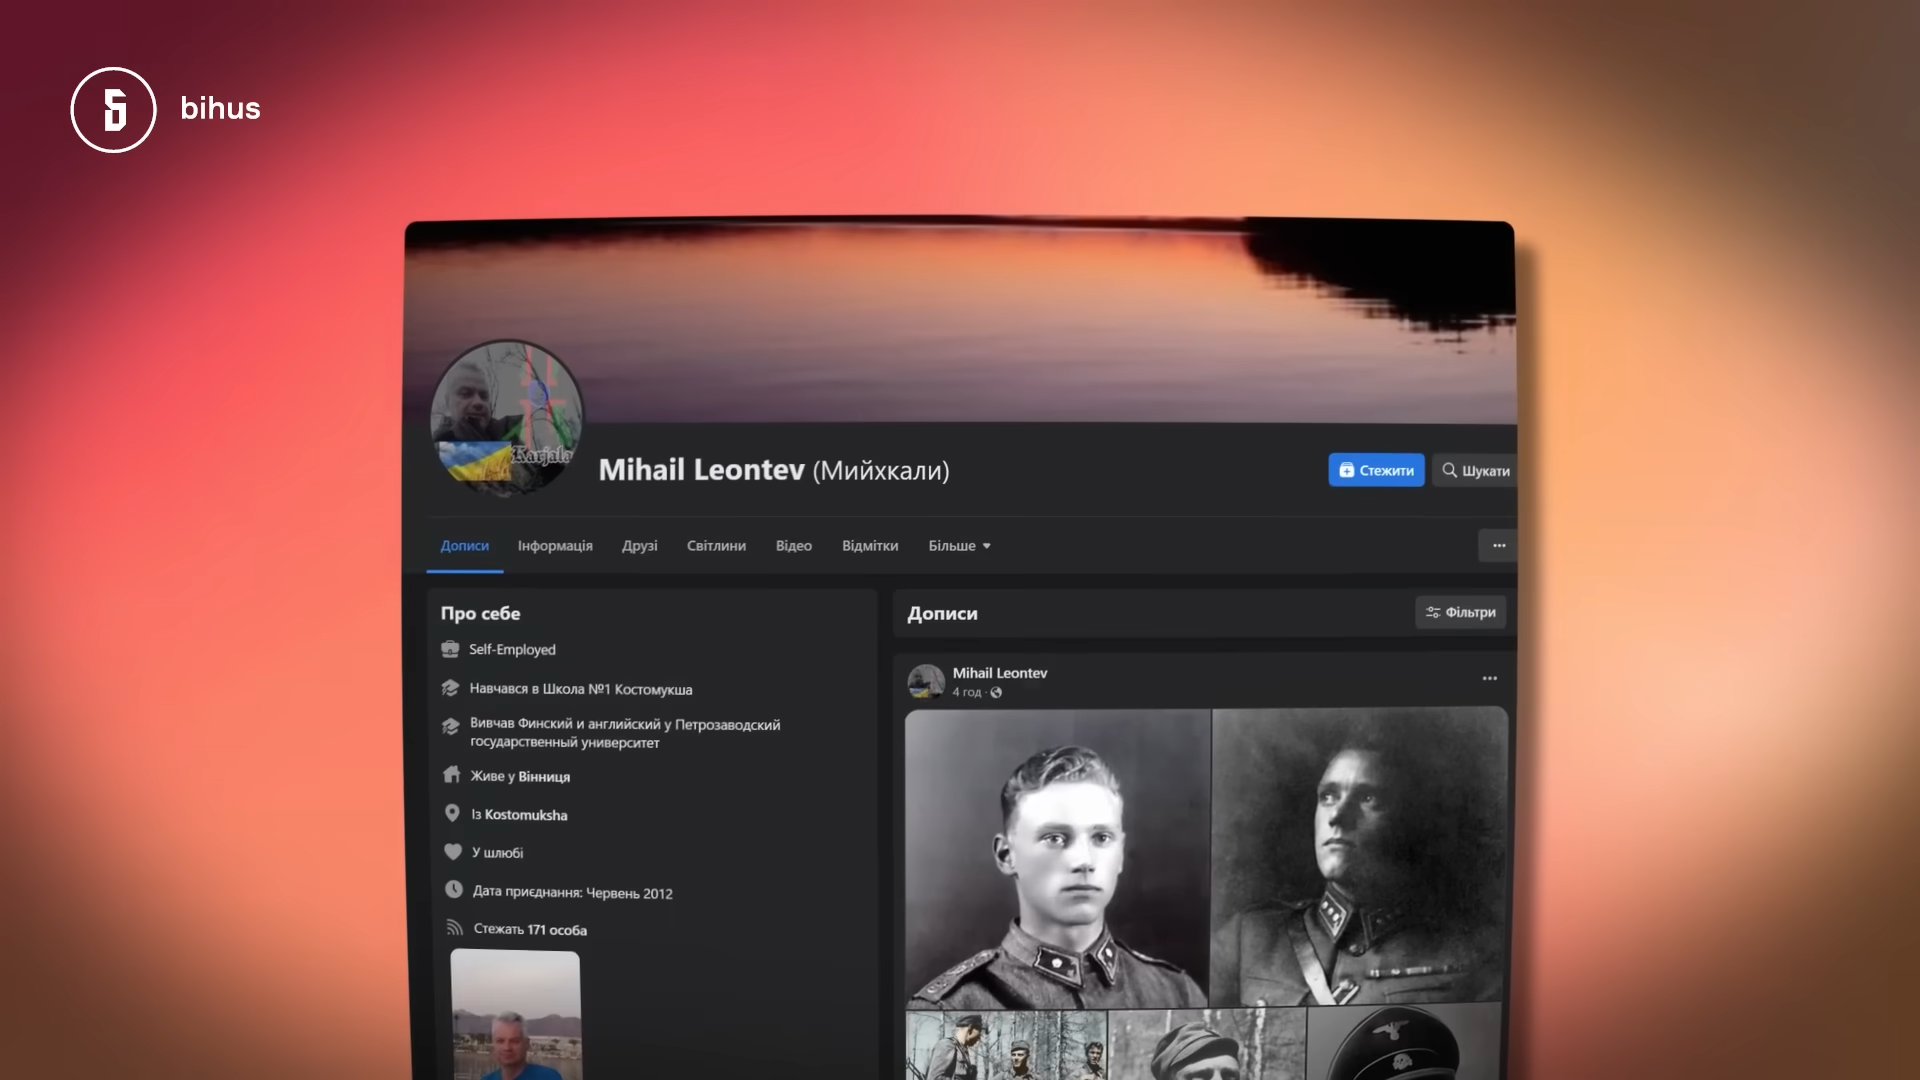 bihus
Karjala
Mihail Leontev (Мийхкали)
Стежити
Шукати
Дописи
Інформація
Друзі
Світлини
Відео
Відмітки
Більше
Про себе
Self-Employed
Навчався в Школа №1 Костомукша
Вивчав Финский и английский у Петрозаводский
государственный университет
Живе у Вінниця
Із Kostomuksha
У шлюбі
Дата приєднання: Червень 2012
Стежать 171 особа
Дописи
Фільтри
Mihail Leontev
4 год ·